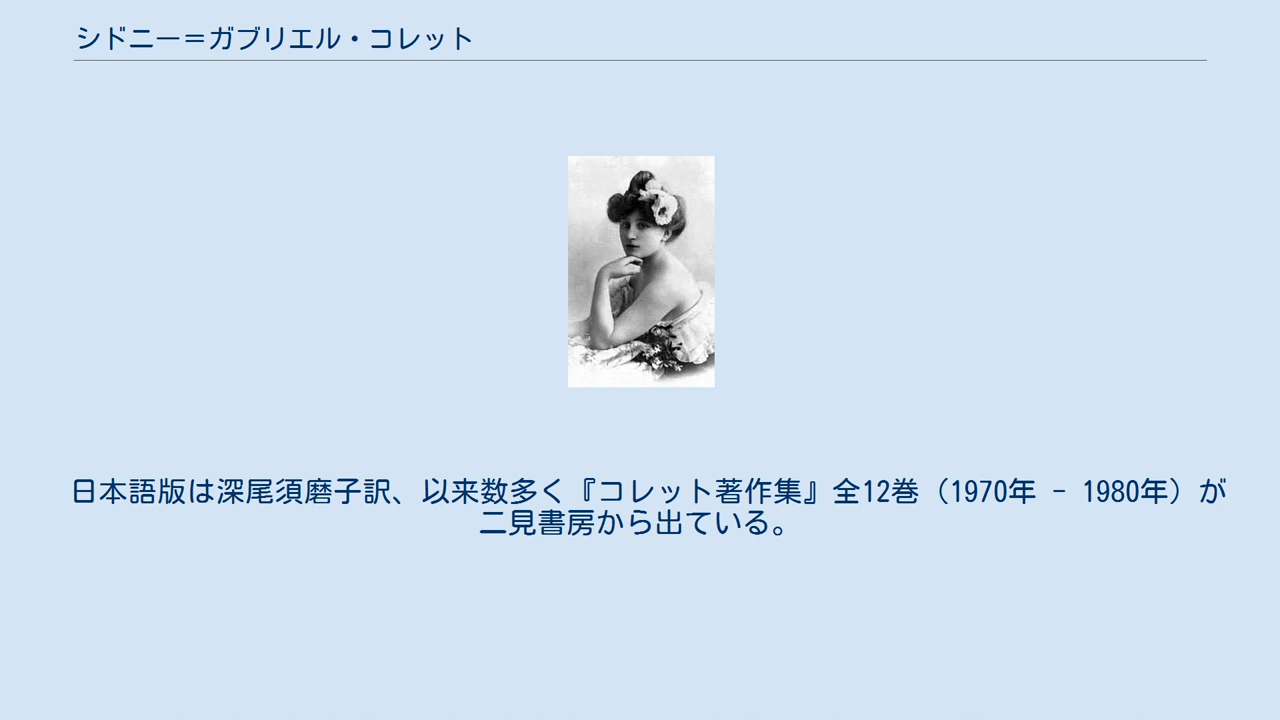 シドニー＝ガブリエル・コレット
日本語版は深尾須磨子訳、以来数多く『コレット著作集』全12巻（1970年 - 1980年）が
二見書房から出ている。